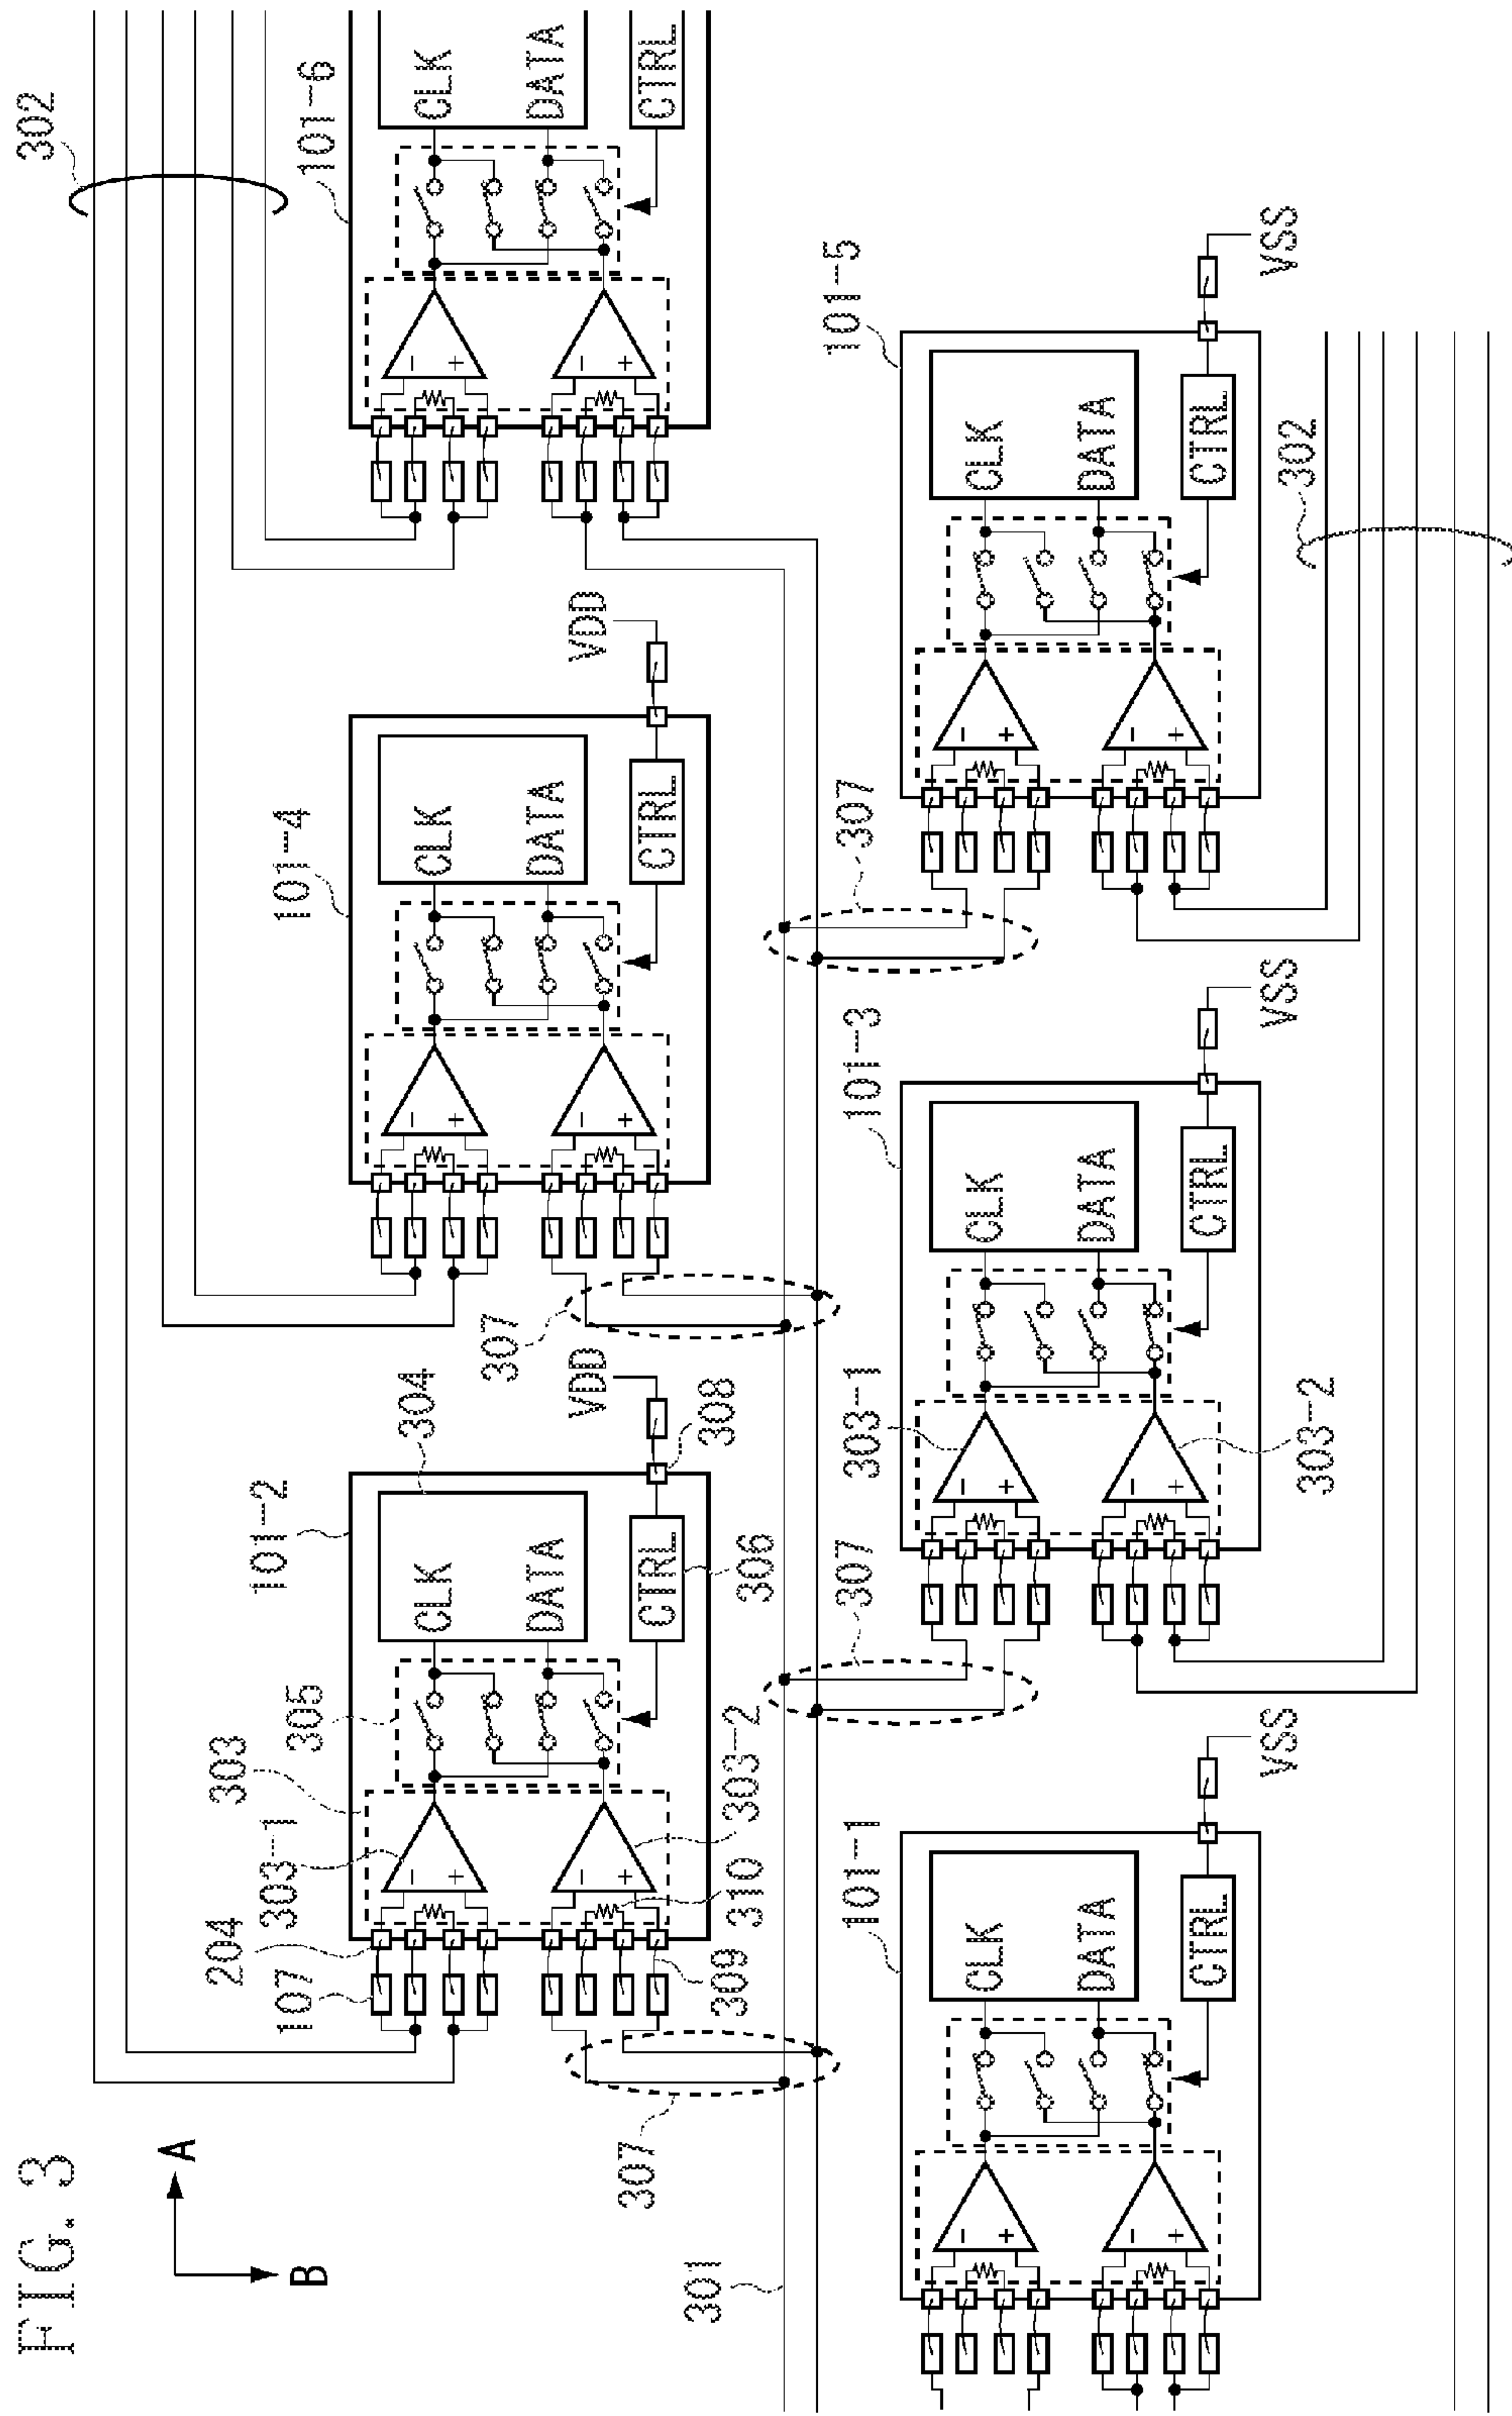 FIG. 3
A
B
302
101-6
CLK
DATA
CTRL
101-4
CLK
DATA
CTRL
VDD
307
101-2
304
CLK
DATA
CTRL
306
VDD
308
305
303
303-1
303-2
204
107
310
309
307
301
101-5
CLK
DATA
CTRL
VSS
302
307
101-3
CLK
DATA
CTRL
VSS
303-1
303-2
307
101-1
CLK
DATA
CTRL
VSS